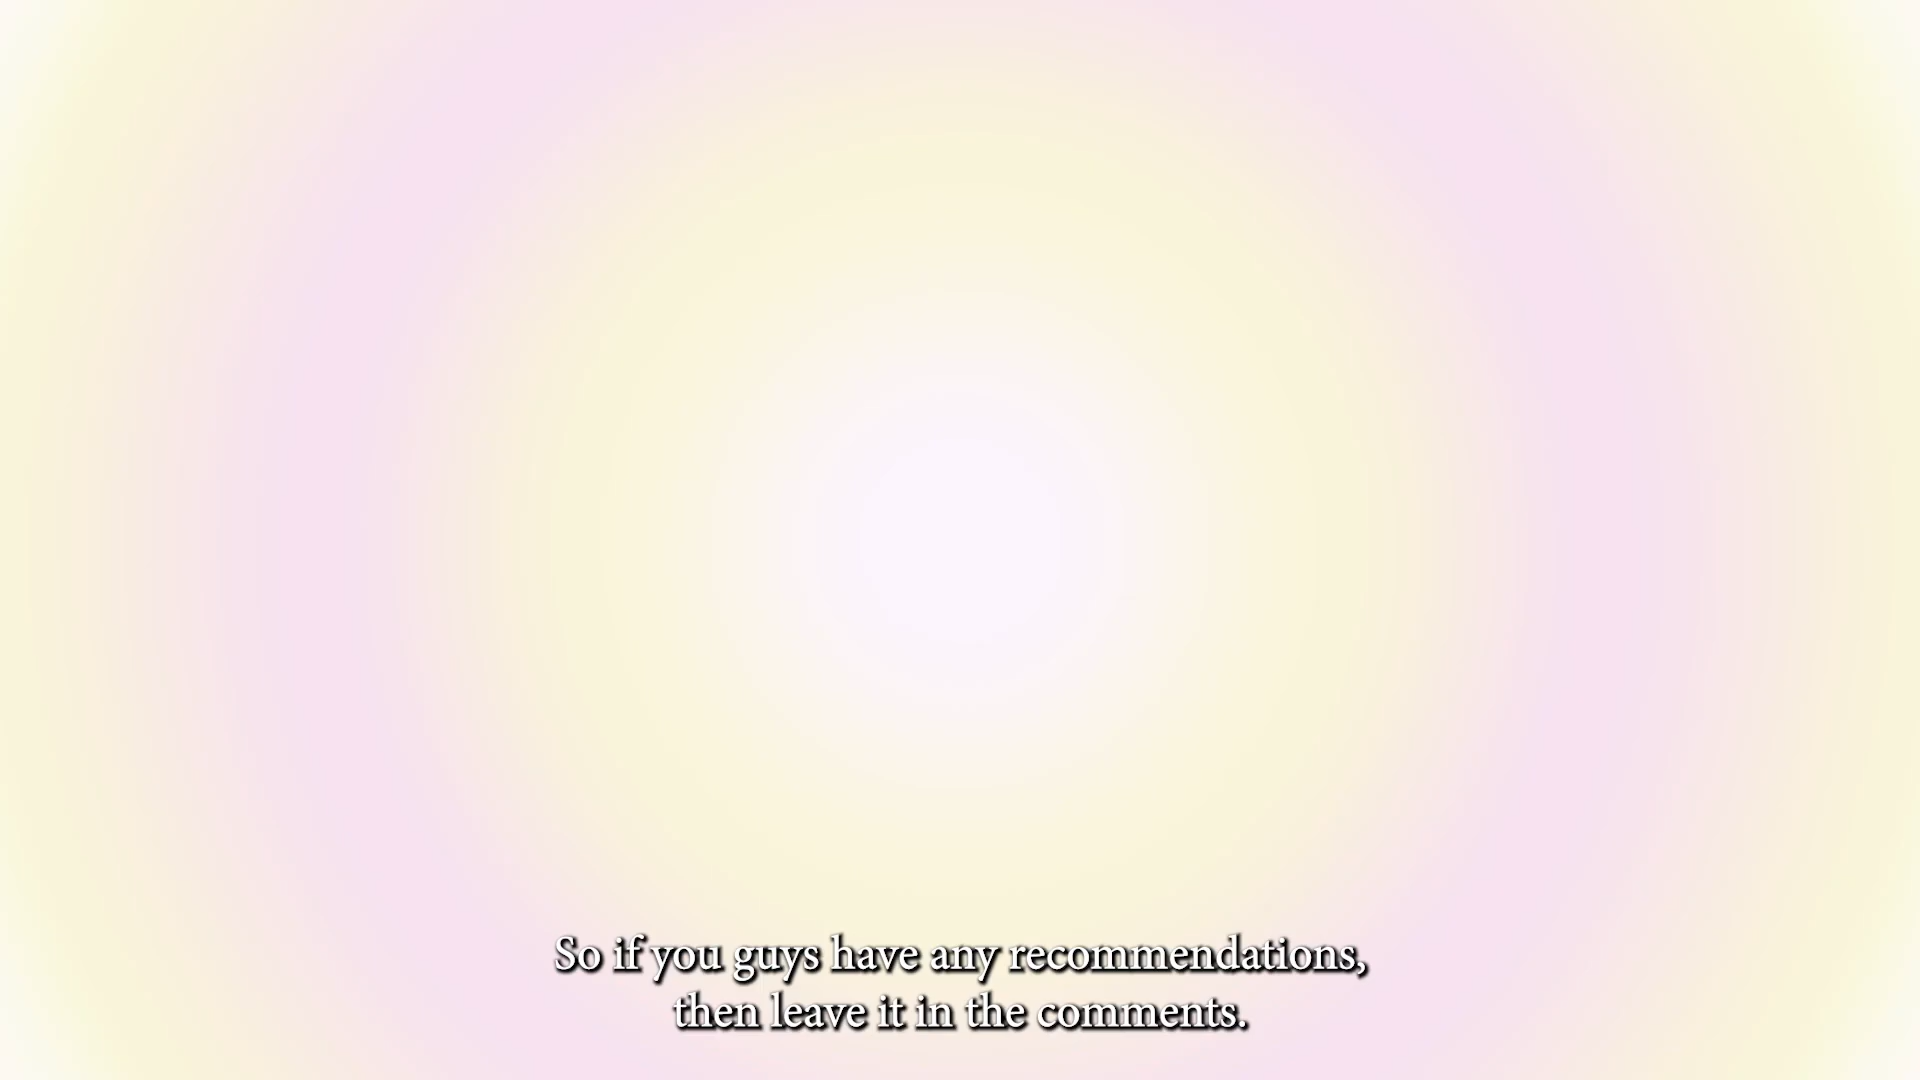 So if you guys have any recommendations,
then leave it in the comments.